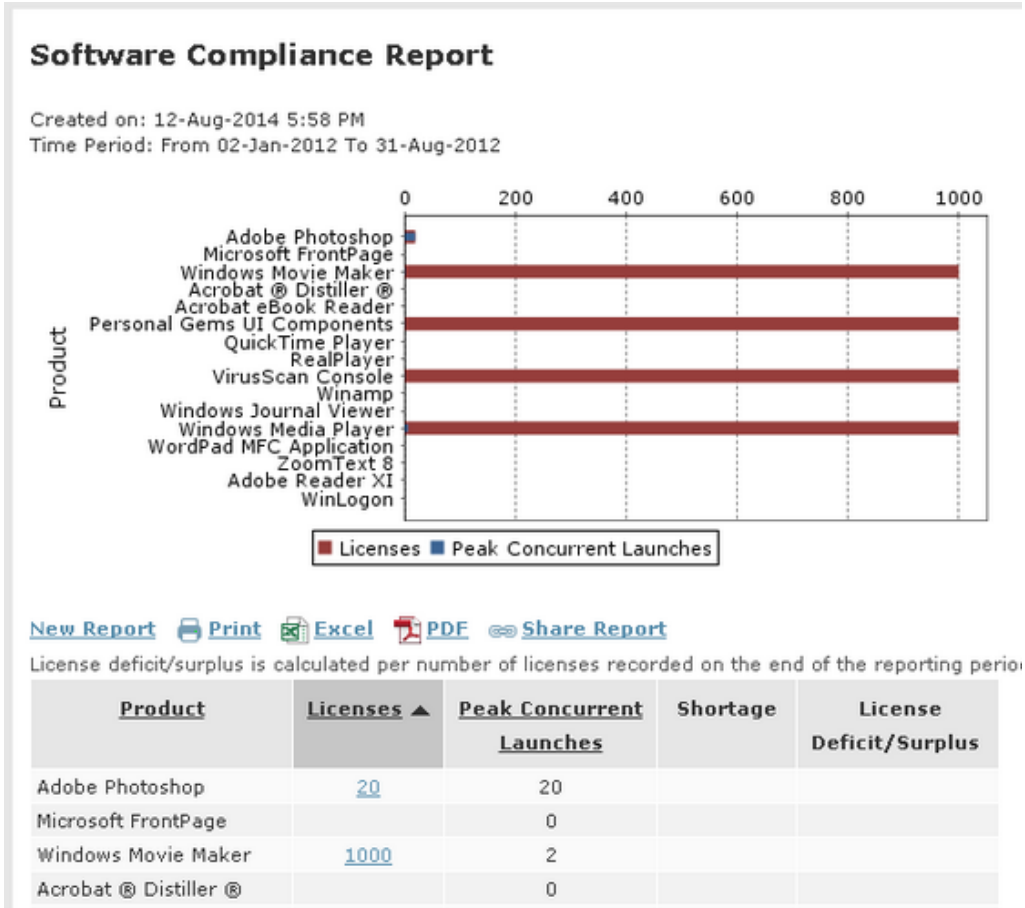 Software Compliance Report
Created on: 12-Aug-2014 5:58 PM
Time Period: From 02-Jan-2012 To 31-Aug-2012
0 200 400 600 800 1000
Product
Adobe Photoshop
Microsoft FrontPage
Windows Movie Maker
Acrobat ® Distiller ®
Acrobat eBook Reader
Personal Gems UI Components
QuickTime Player
RealPlayer
VirusScan Console
Winamp
Windows Journal Viewer
Windows Media Player
WordPad MFC Application
ZoomText 8
Adobe Reader XI
WinLogon
Licenses Peak Concurrent Launches
New Report Print Excel PDF Share Report
License deficit/surplus is calculated per number of licenses recorded on the end of the reporting perio
Product Licenses ▲ Peak Concurrent Shortage License
Launches Deficit/Surplus
Adobe Photoshop 20 20
Microsoft FrontPage 0
Windows Movie Maker 1000 2
Acrobat ® Distiller ® 0